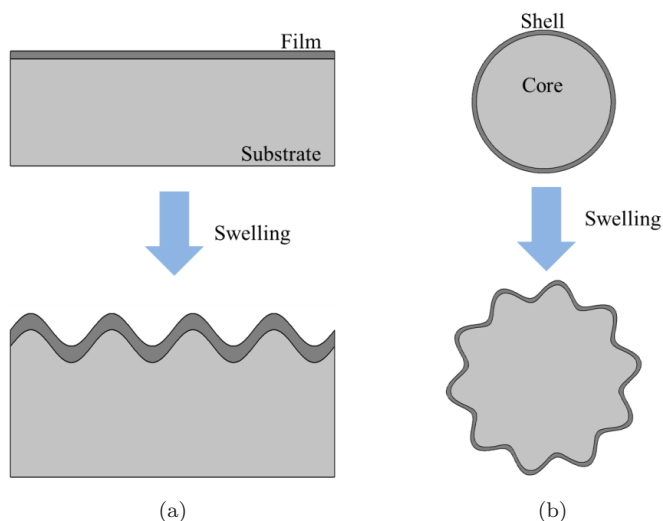 Film
Substrate
Swelling
(a)
Shell
Core
Swelling
(b)